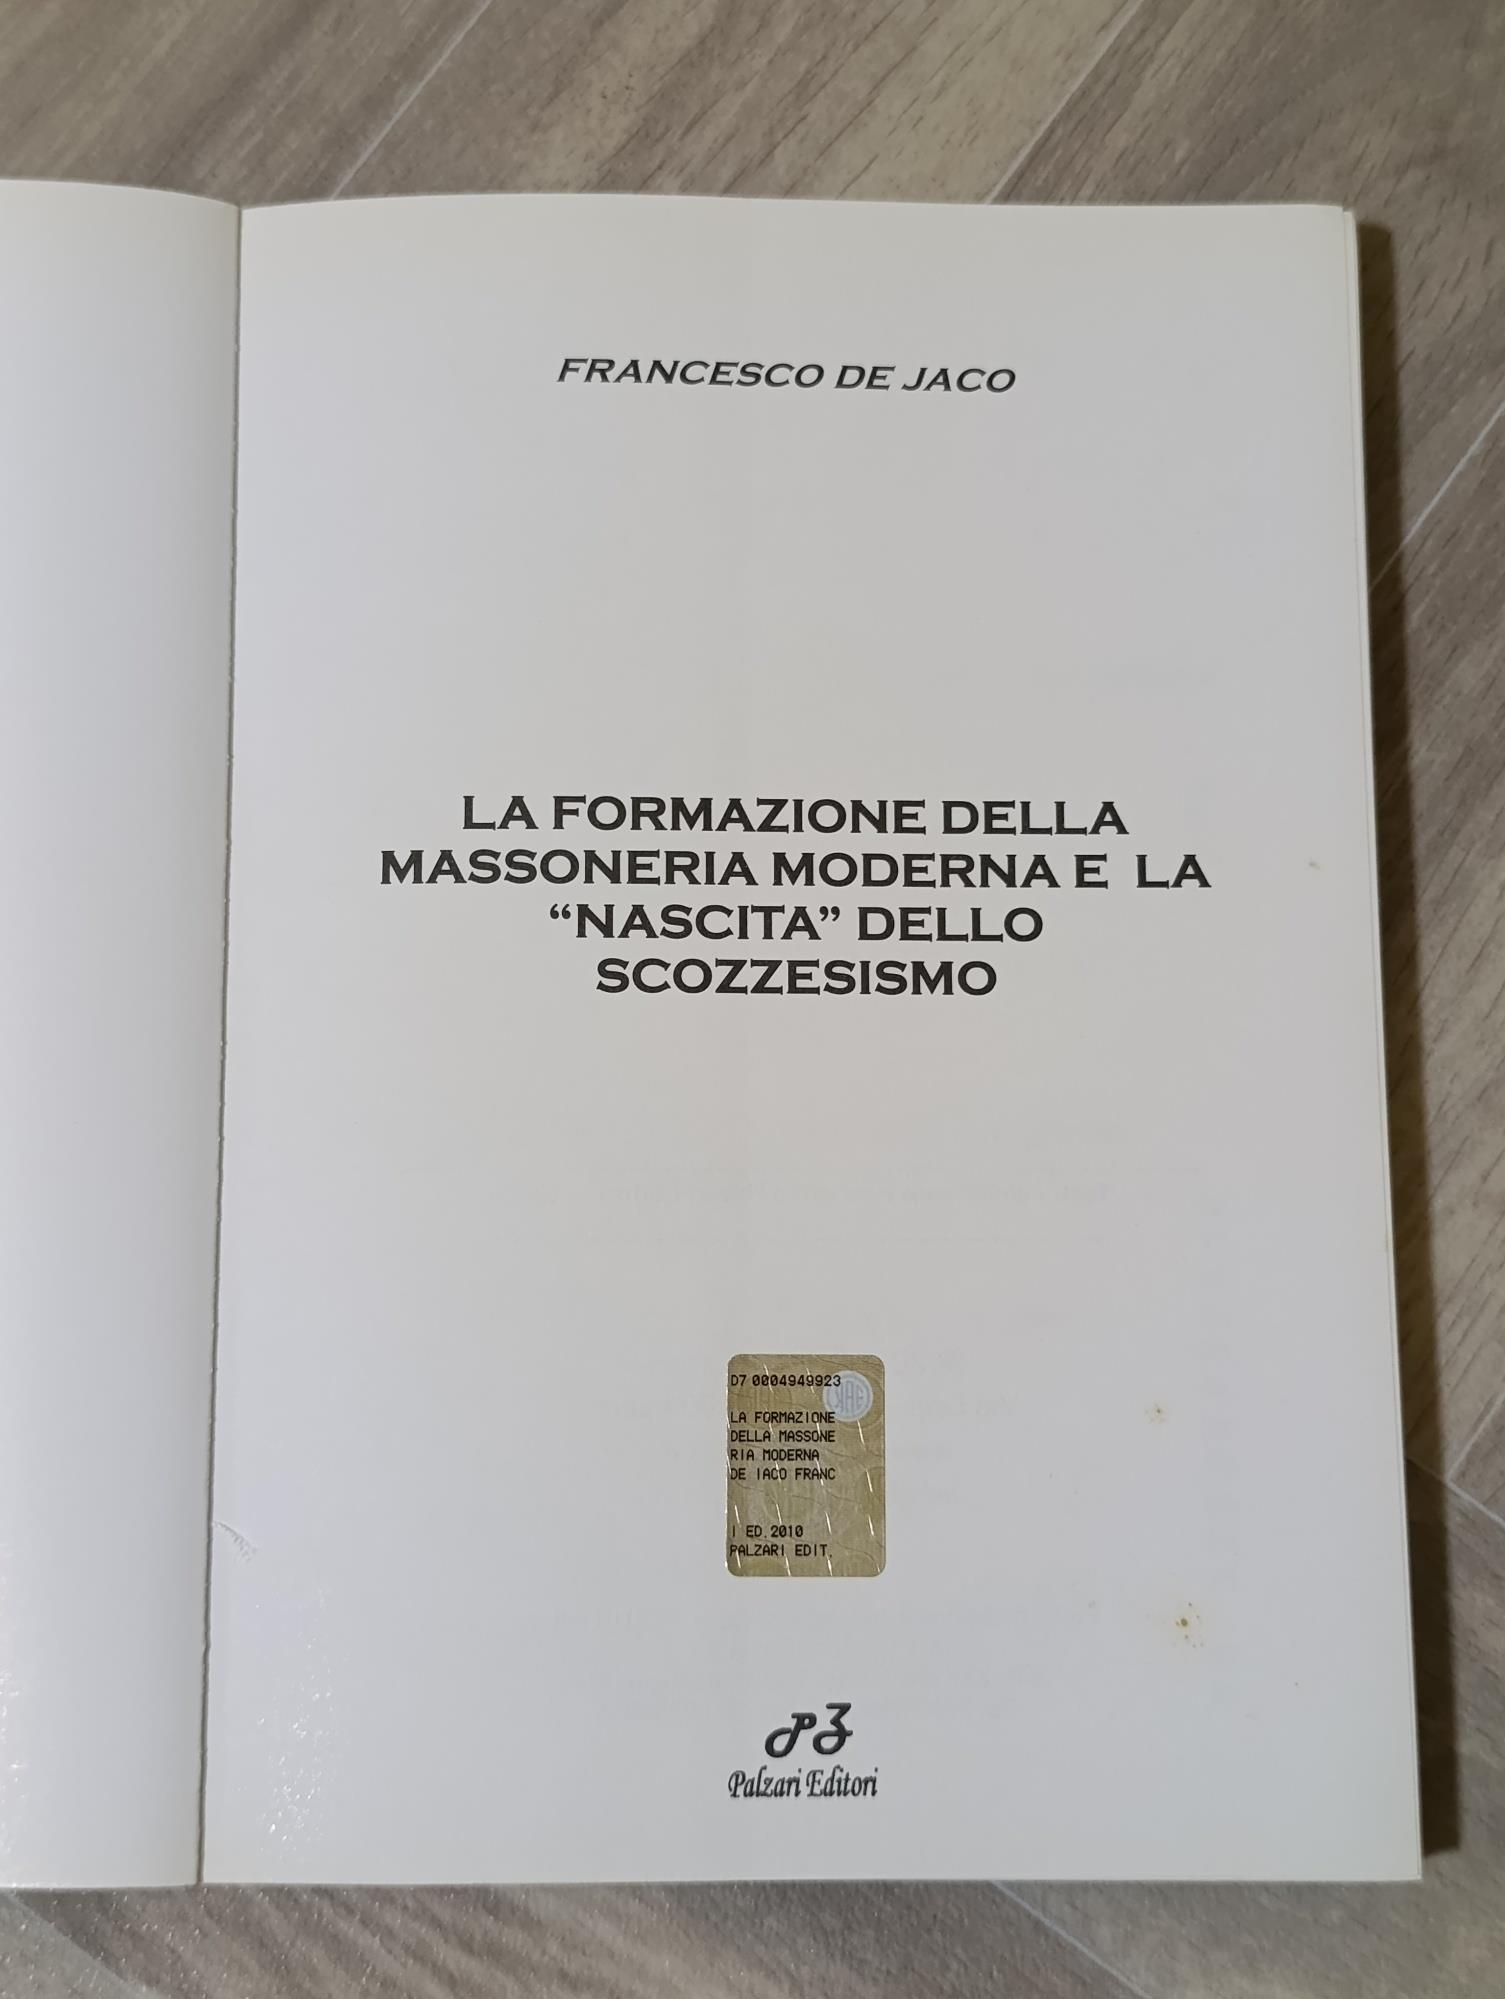 FRANCESCO DE JACO
LA FORMAZIONE DELLA
MASSONERIA MODERNA E LA
“NASCITA” DELLO
SCOZZESISMO
D7 0004949923
LA FORMAZIONE
DELLA MASSONE
RIA MODERNA
DE IACO FRANC
I ED.2010
PALZARI EDIT.
PZ
Palzari Editori